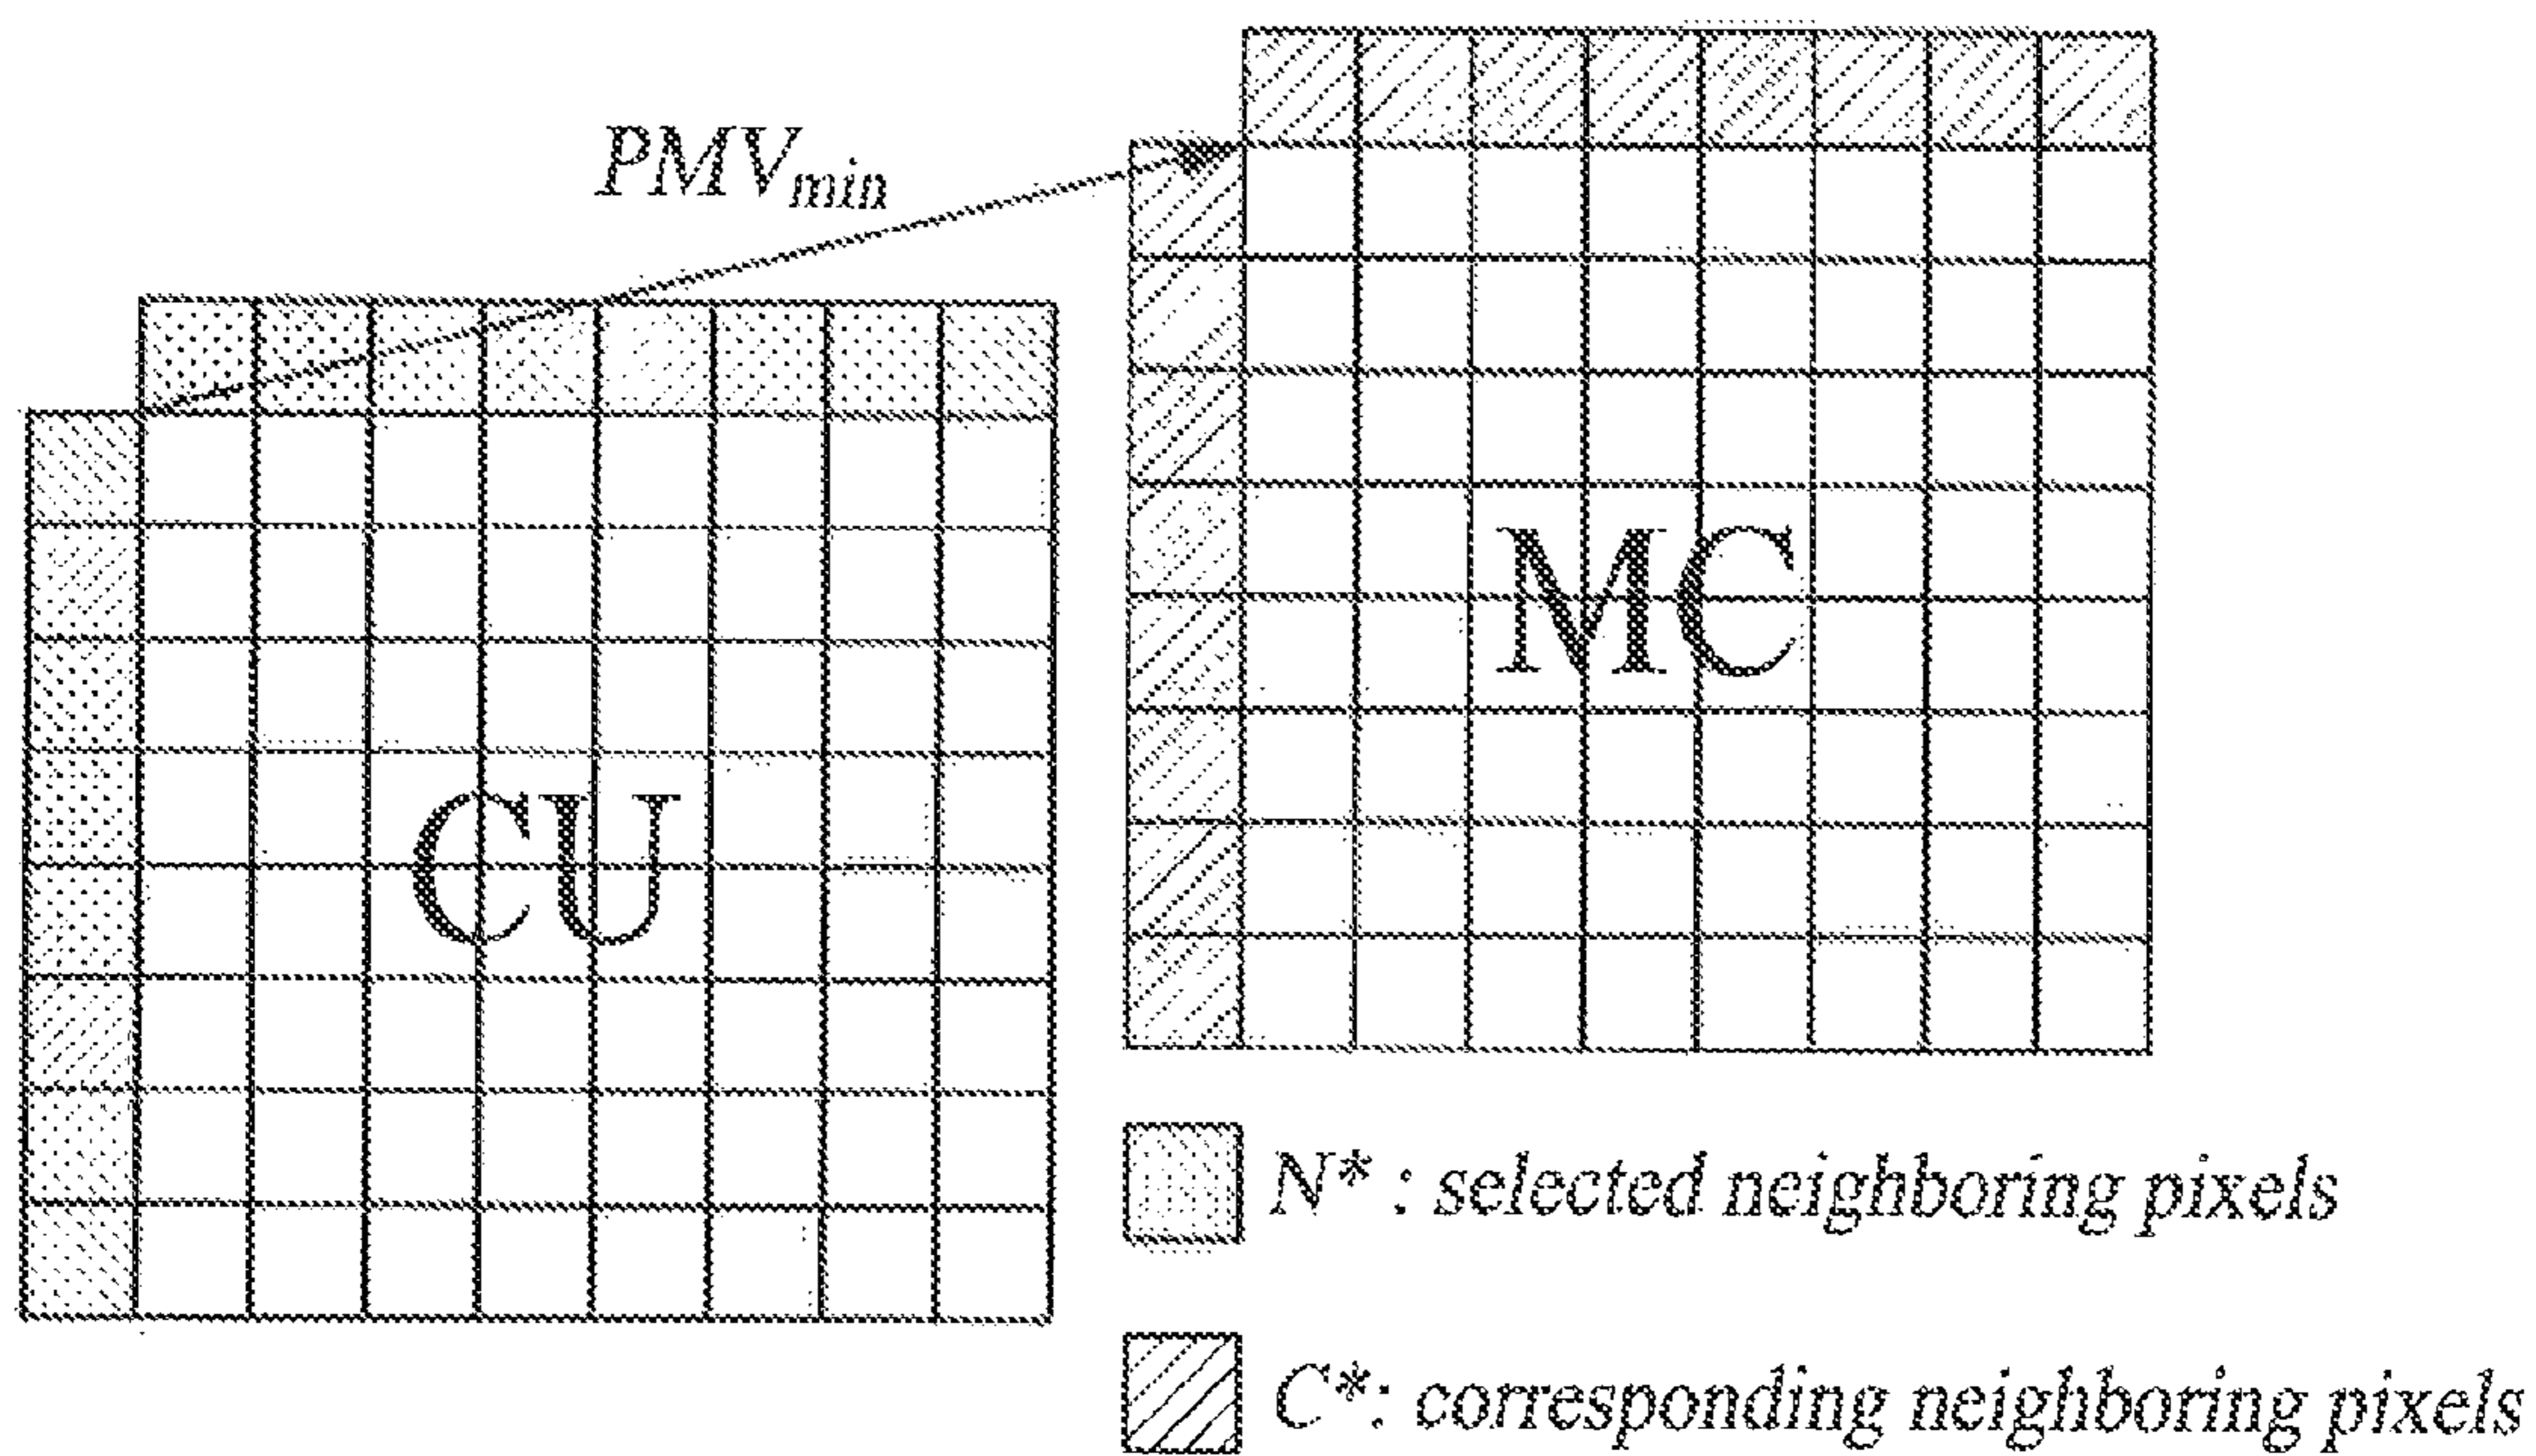 PMVmin
MC
CU
N* : selected neighboring pixels
C*: corresponding neighboring pixels